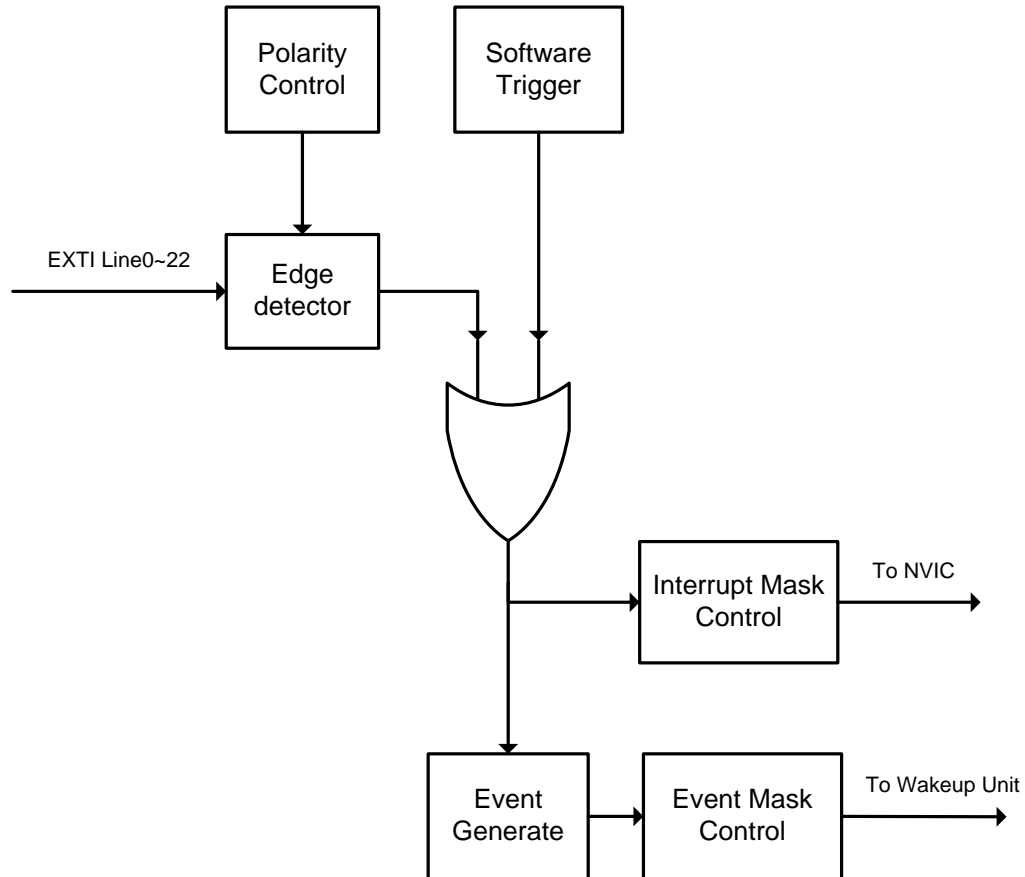 Polarity
Control
Software
Trigger
EXTI Line0~22
Edge
detector
Interrupt Mask
Control
To NVIC
Event
Generate
Event Mask
Control
To Wakeup Unit